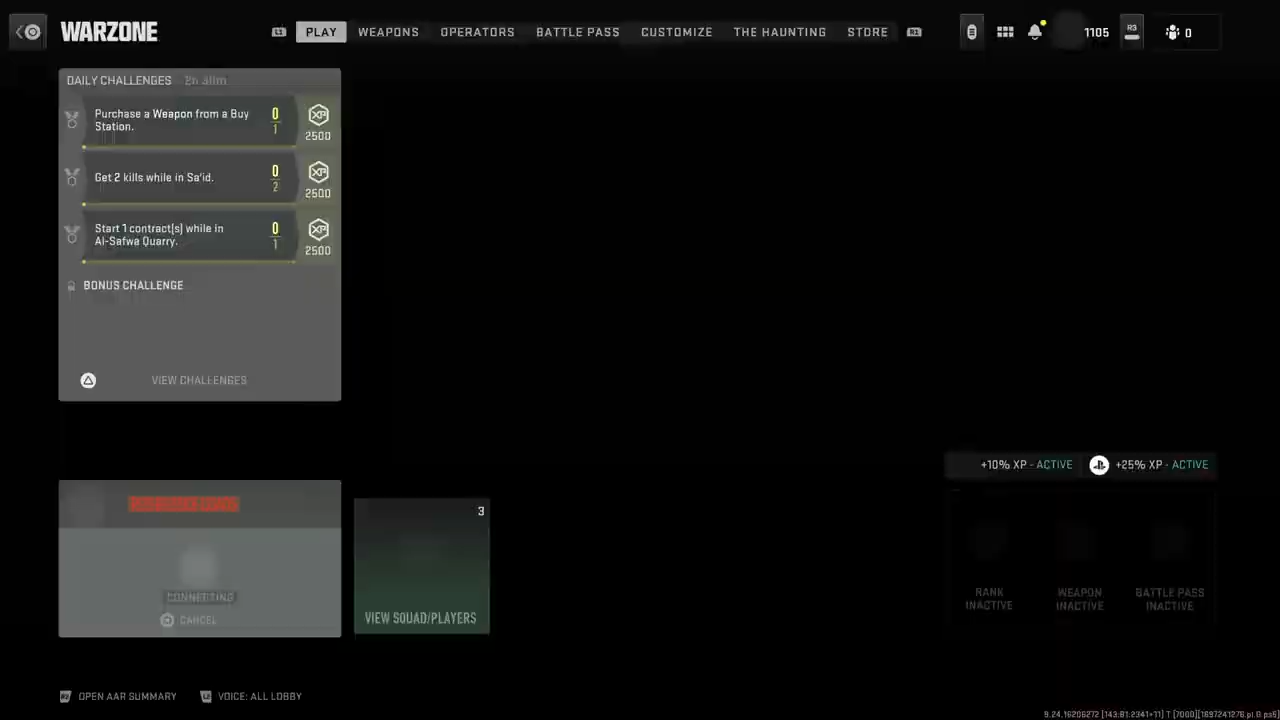 WARZONE
L1 PLAY WEAPONS OPERATORS BATTLE PASS CUSTOMIZE THE HAUNTING STORE R1 1105 R3 0
DAILY CHALLENGES
Purchase a Weapon from a Buy
Station.
0
1
2500
Get 2 kills while in Sa'id.
0
2
2500
Start 1 contract(s) while in
Al-Safwa Quarry.
0
1
2500
BONUS CHALLENGE
VIEW CHALLENGES
+10% XP - ACTIVE +25% XP - ACTIVE
3
VIEW SQUAD/PLAYERS
CONNECTING
CANCEL
RANK
INACTIVE
WEAPON
INACTIVE
BATTLE PASS
INACTIVE
OPEN AAR SUMMARY VOICE: ALL LOBBY